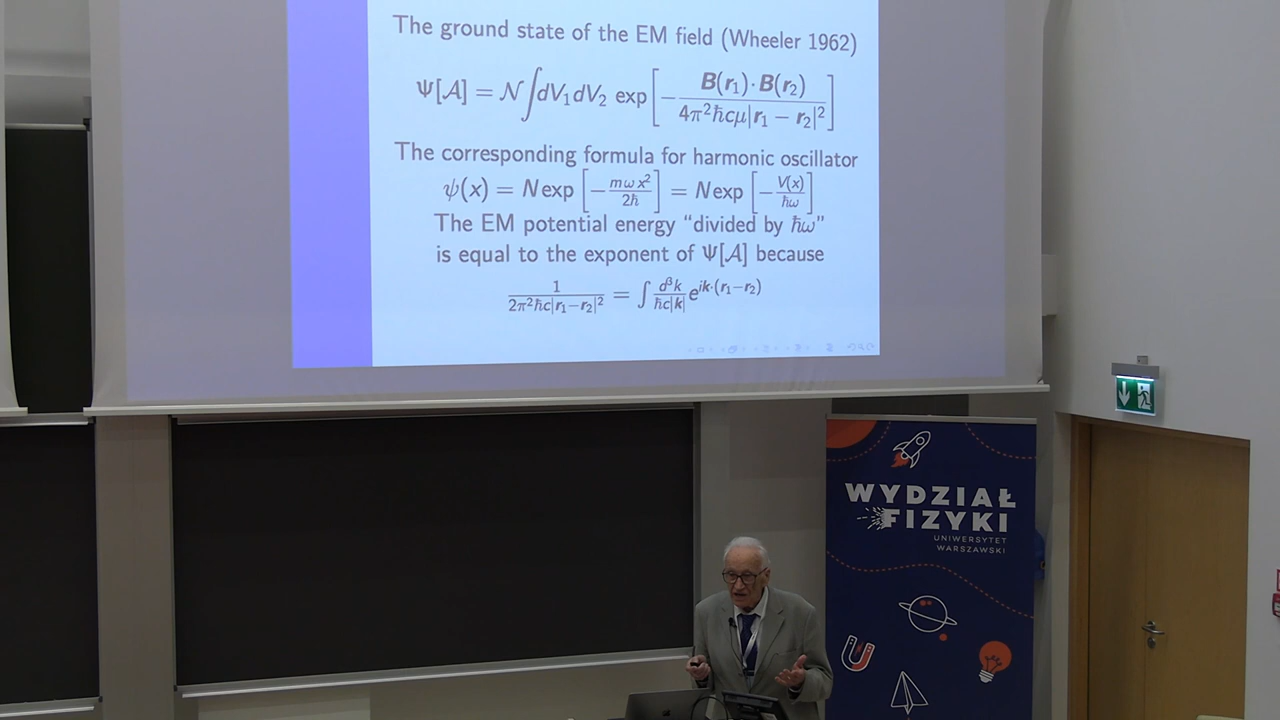 The ground state of the EM field (Wheeler 1962)
Ψ[𝒜] = 𝒩 ∫ dV₁dV₂ exp[−B(r₁)·B(r₂) / 4π²ħcμ|r₁ − r₂|²]
The corresponding formula for harmonic oscillator
ψ(x) = N exp[−mωx²/2ħ] = N exp[−V(x)/ħω]
The EM potential energy “divided by ħω”
is equal to the exponent of Ψ[𝒜] because
1/2π²ħc|r₁−r₂|² = ∫ d³k/ħc|k| e^{ik·(r₁−r₂)}
WYDZIAŁ
FIZYKI
UNIWERSYTET
WARSZAWSKI